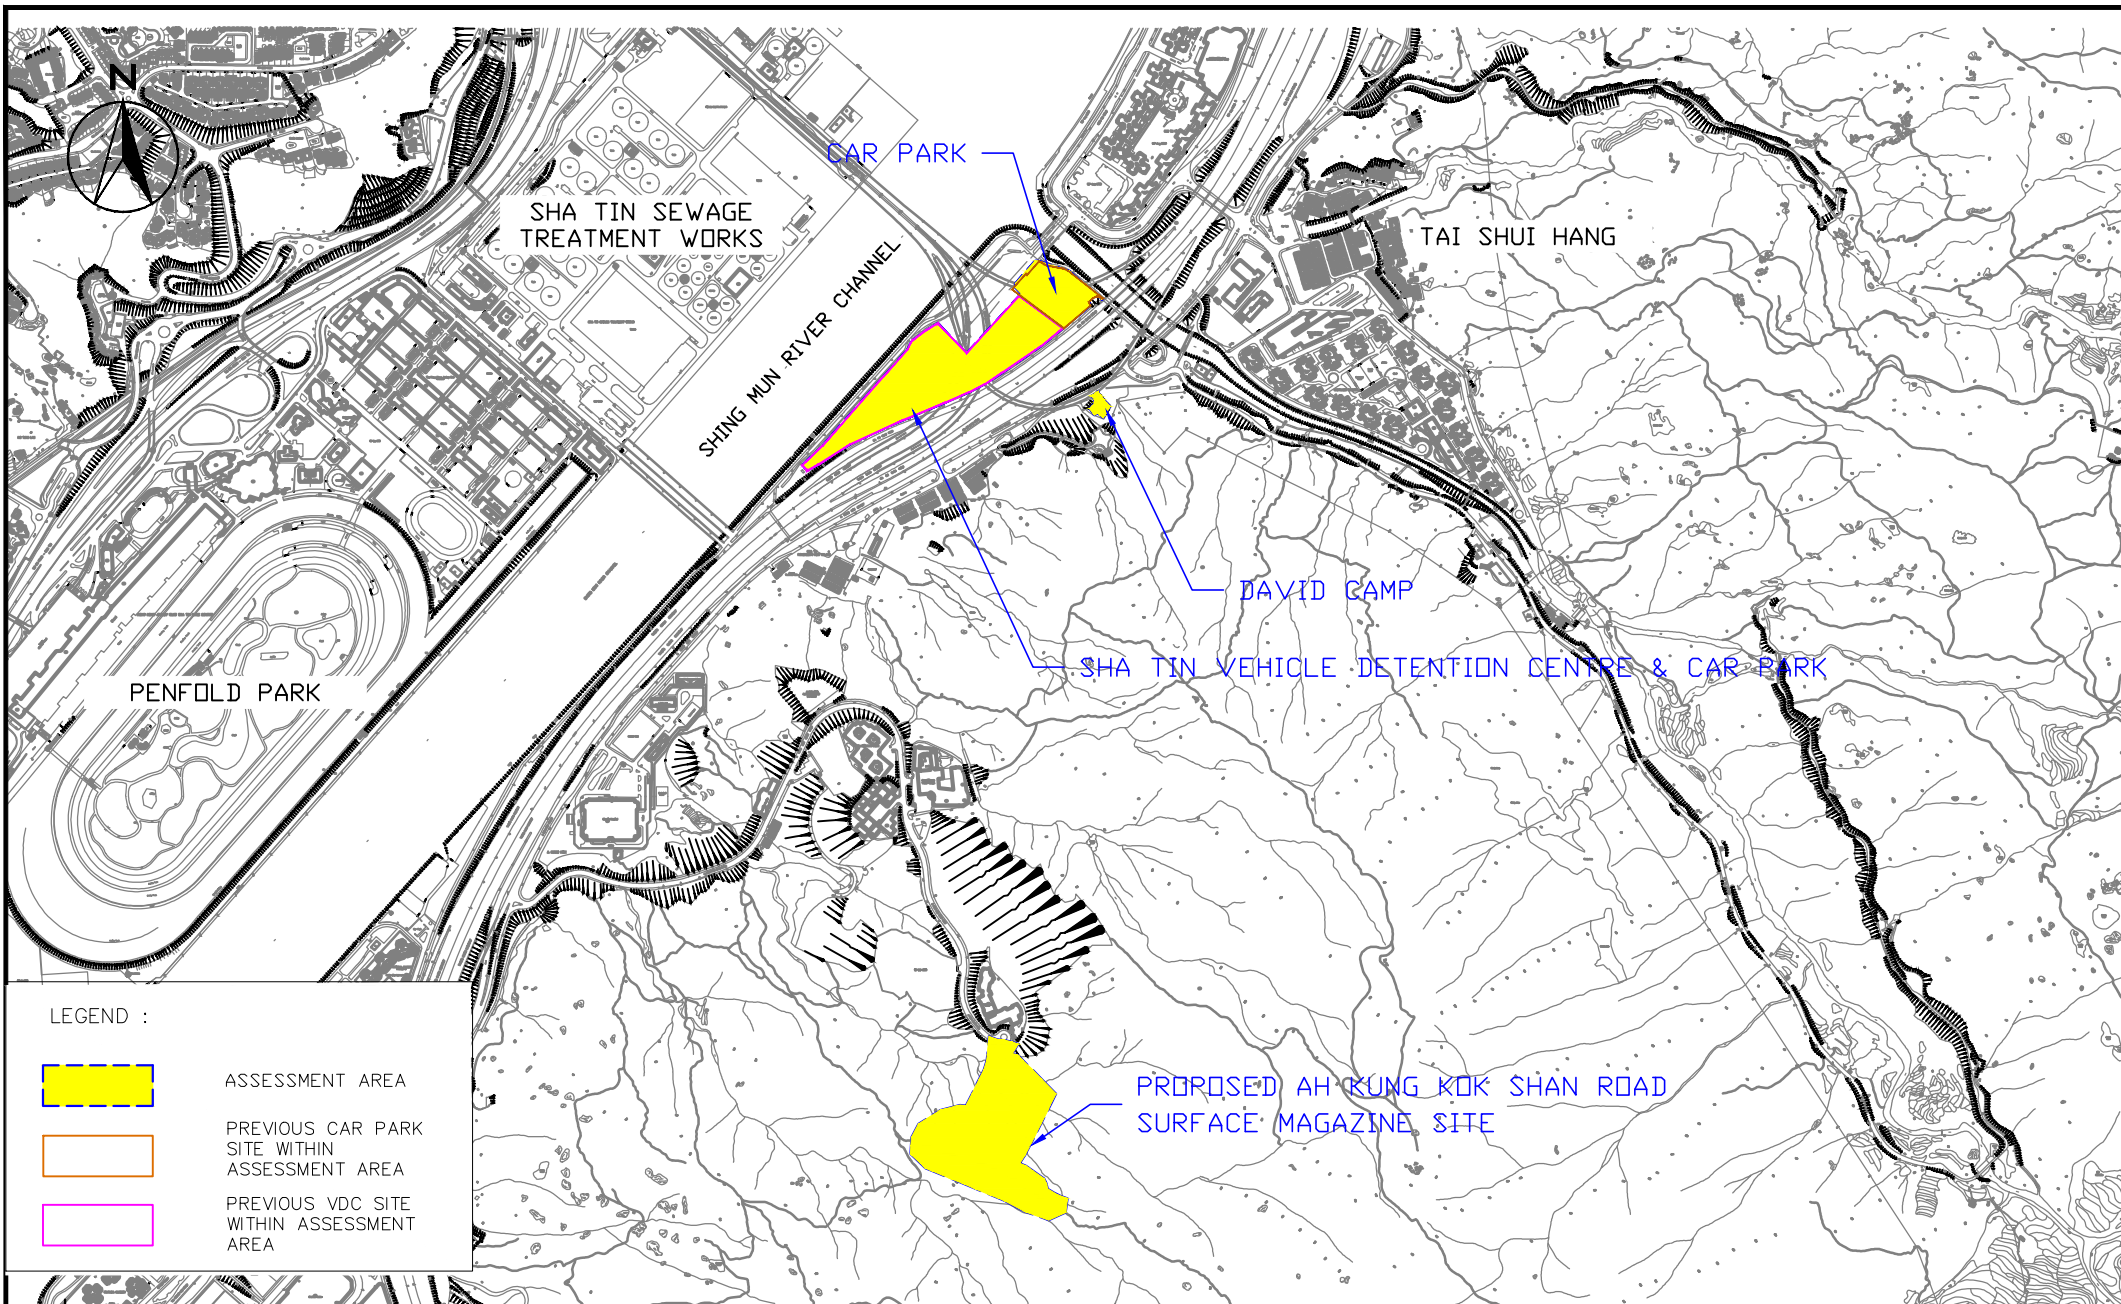 N
CAR PARK
SHA TIN SEWAGE
TREATMENT WORKS
TAI SHUI HANG
SHING MUN RIVER CHANNEL
DAVID CAMP
SHA TIN VEHICLE DETENTION CENTRE & CAR PARK
PENFOLD PARK
PROPOSED AH KUNG KOK SHAN ROAD
SURFACE MAGAZINE SITE
LEGEND :
ASSESSMENT AREA
PREVIOUS CAR PARK
SITE WITHIN
ASSESSMENT AREA
PREVIOUS VDC SITE
WITHIN ASSESSMENT
AREA